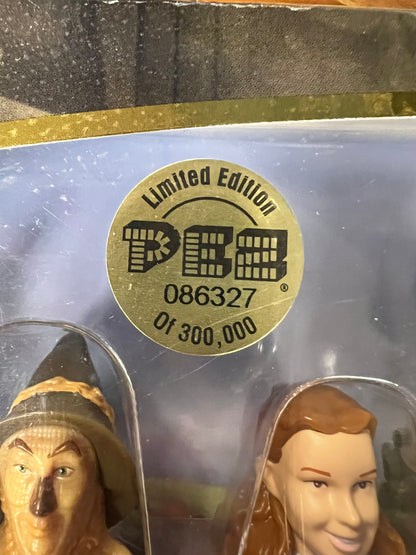 Limited Edition
PEZ
®
086327
Of 300,000